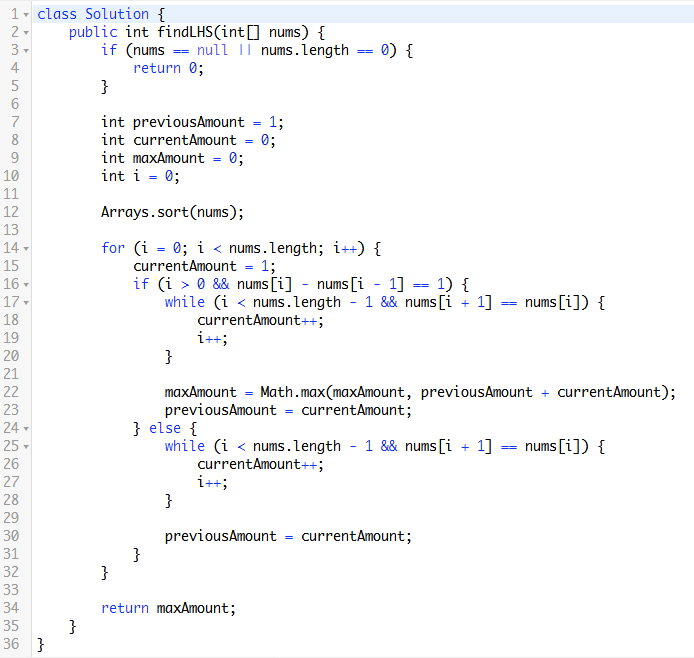 1 class Solution {
2 public int findLHS(int[] nums) {
3 if (nums == null || nums.length == 0) {
4 return 0;
5 }
6
7 int previousAmount = 1;
8 int currentAmount = 0;
9 int maxAmount = 0;
10 int i = 0;
11
12 Arrays.sort(nums);
13
14 for (i = 0; i < nums.length; i++) {
15 currentAmount = 1;
16 if (i > 0 && nums[i] - nums[i - 1] == 1) {
17 while (i < nums.length - 1 && nums[i + 1] == nums[i]) {
18 currentAmount++;
19 i++;
20 }
21
22 maxAmount = Math.max(maxAmount, previousAmount + currentAmount);
23 previousAmount = currentAmount;
24 } else {
25 while (i < nums.length - 1 && nums[i + 1] == nums[i]) {
26 currentAmount++;
27 i++;
28 }
29
30 previousAmount = currentAmount;
31 }
32 }
33
34 return maxAmount;
35 }
36 }